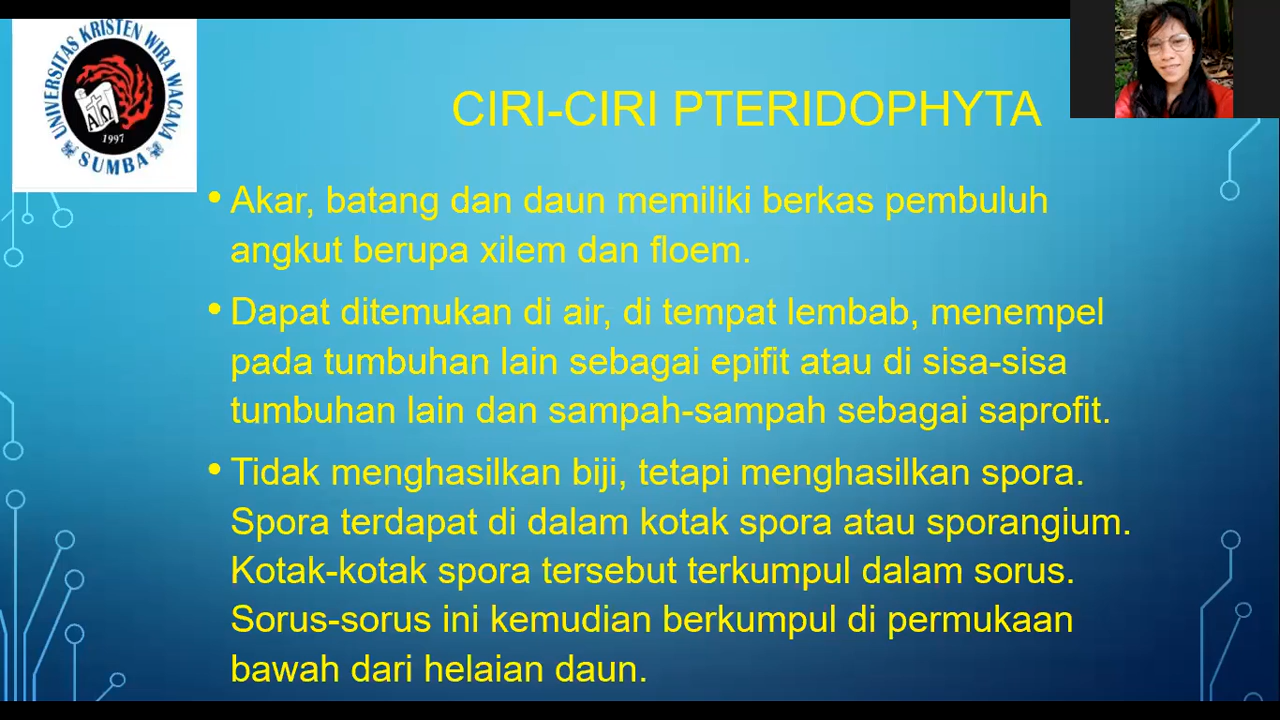 UNIVERSITAS KRISTEN WIRA WACANA
1997
SUMBA
CIRI-CIRI PTERIDOPHYTA
• Akar, batang dan daun memiliki berkas pembuluh
angkut berupa xilem dan floem.
• Dapat ditemukan di air, di tempat lembab, menempel
pada tumbuhan lain sebagai epifit atau di sisa-sisa
tumbuhan lain dan sampah-sampah sebagai saprofit.
• Tidak menghasilkan biji, tetapi menghasilkan spora.
Spora terdapat di dalam kotak spora atau sporangium.
Kotak-kotak spora tersebut terkumpul dalam sorus.
Sorus-sorus ini kemudian berkumpul di permukaan
bawah dari helaian daun.